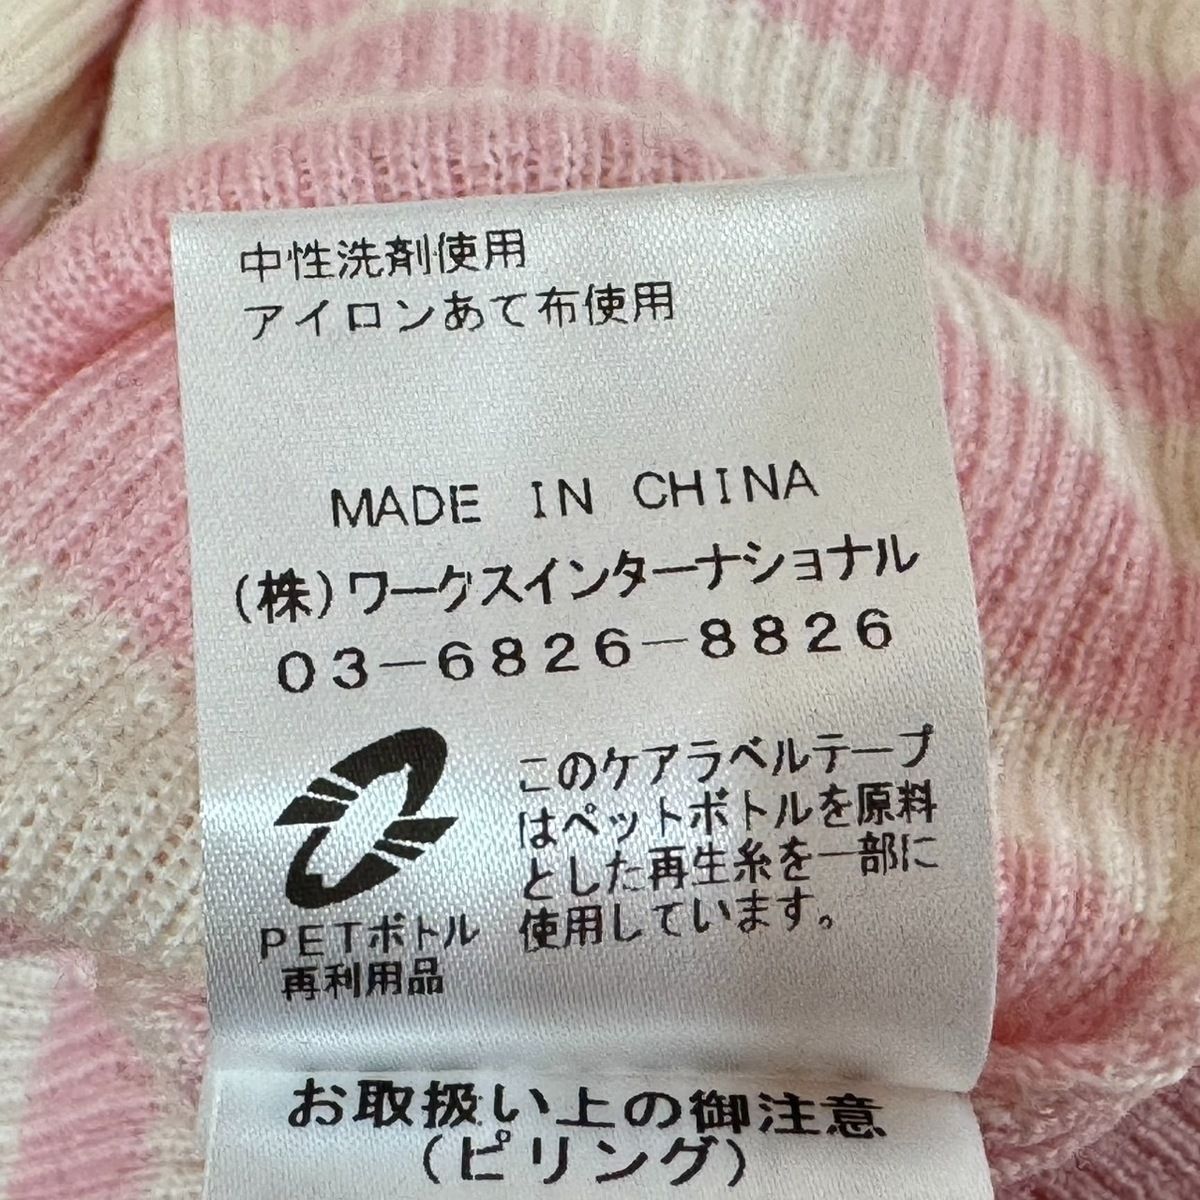 中性洗剤使用
アイロンあて布使用
MADE IN CHINA
(株)ワークスインターナショナル
03-6826-8826
このケアラベルテープ
はペットボトルを原料
とした再生糸を一部に
使用しています。
PETボトル
再利用品
お取扱い上の御注意
(ピリング)